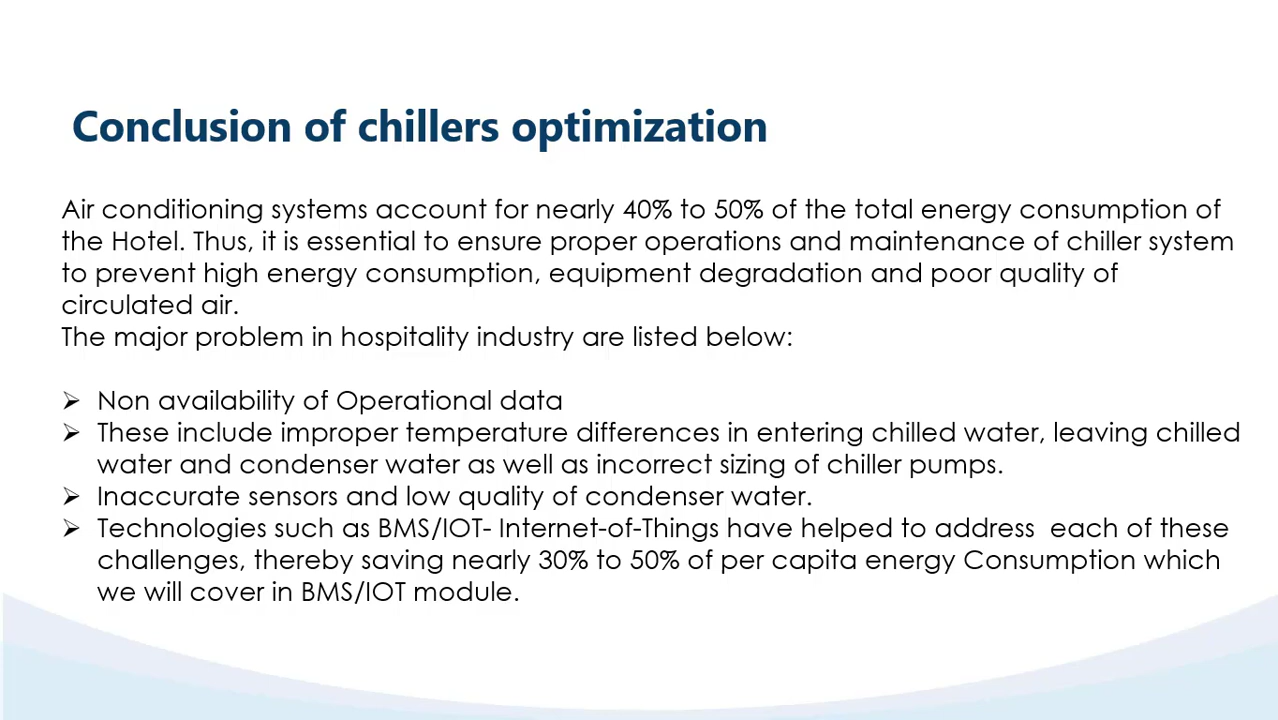 Conclusion of chillers optimization
Air conditioning systems account for nearly 40% to 50% of the total energy consumption of
the Hotel. Thus, it is essential to ensure proper operations and maintenance of chiller system
to prevent high energy consumption, equipment degradation and poor quality of
circulated air.
The major problem in hospitality industry are listed below:
➢ Non availability of Operational data
➢ These include improper temperature differences in entering chilled water, leaving chilled
water and condenser water as well as incorrect sizing of chiller pumps.
➢ Inaccurate sensors and low quality of condenser water.
➢ Technologies such as BMS/IOT- Internet-of-Things have helped to address  each of these
challenges, thereby saving nearly 30% to 50% of per capita energy Consumption which
we will cover in BMS/IOT module.